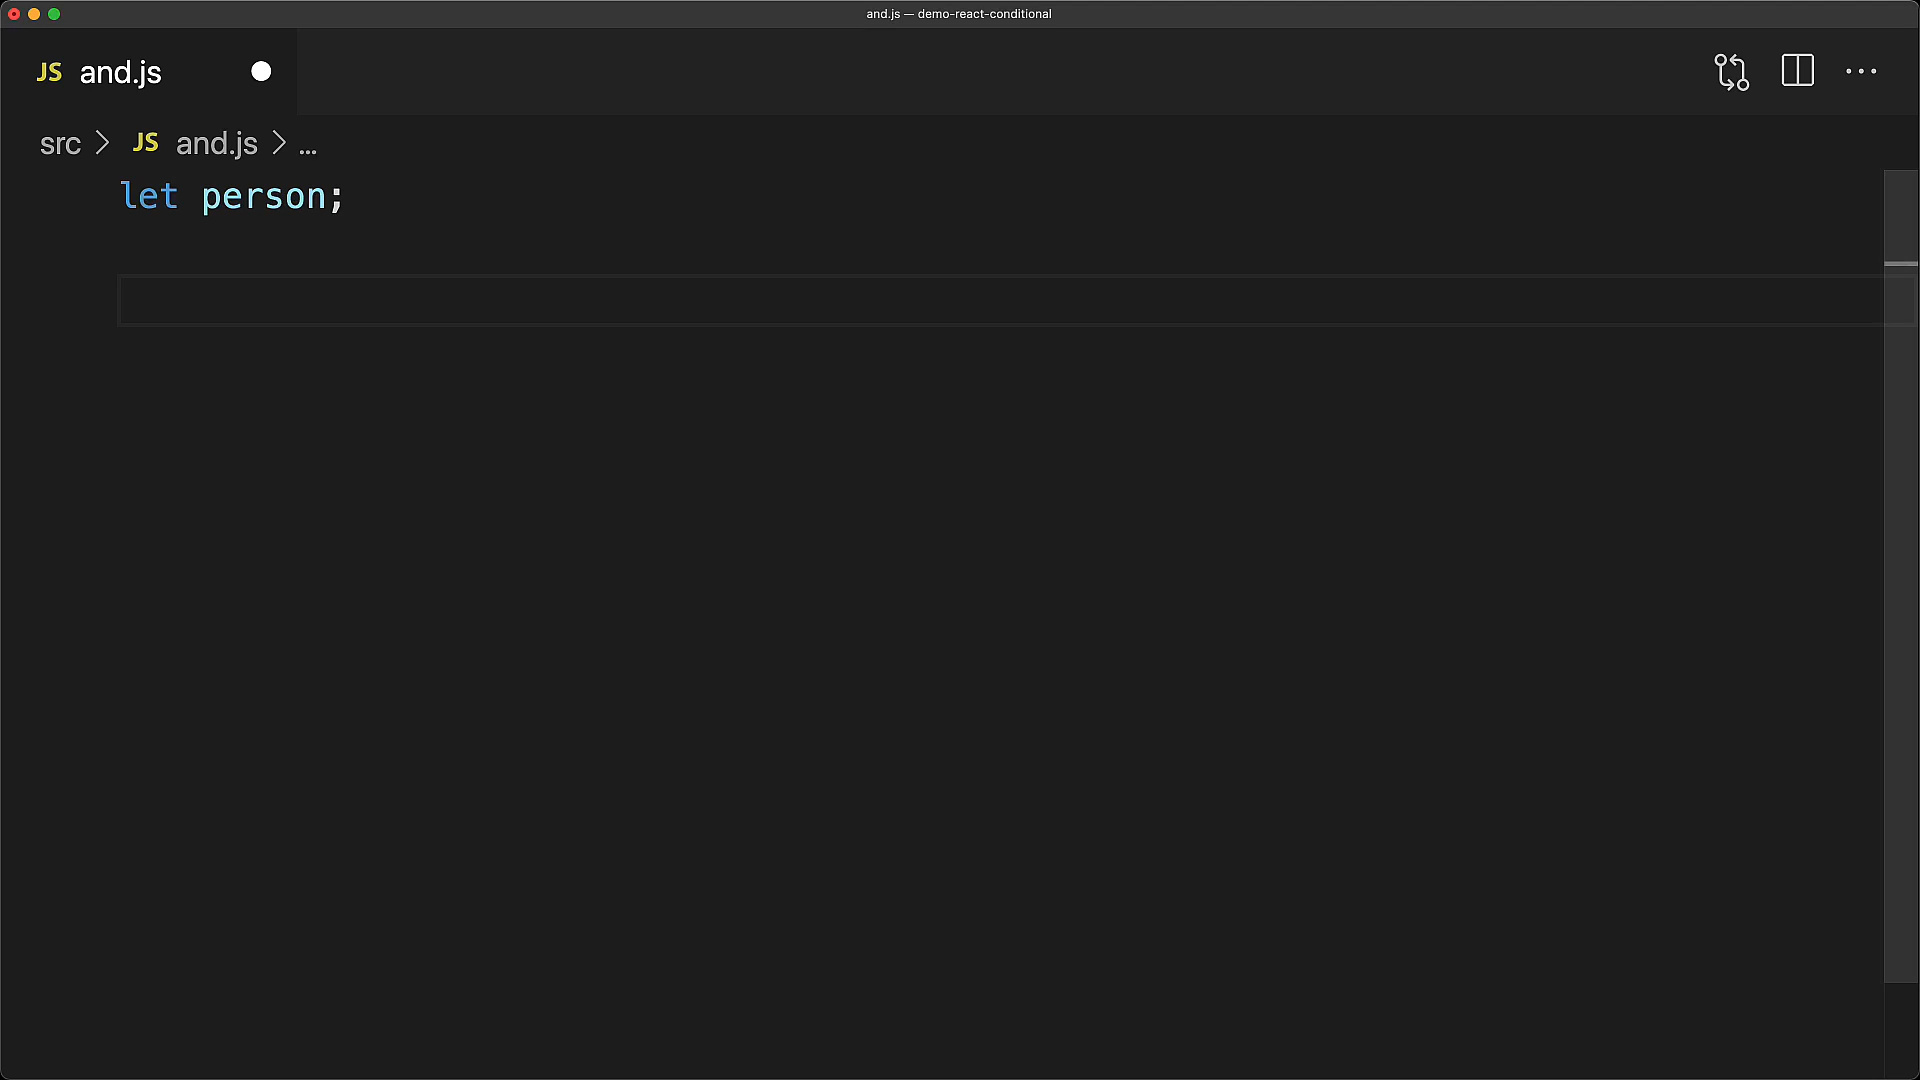 and.js — demo-react-conditional
JS and.js
src > JS and.js > ...
let person;